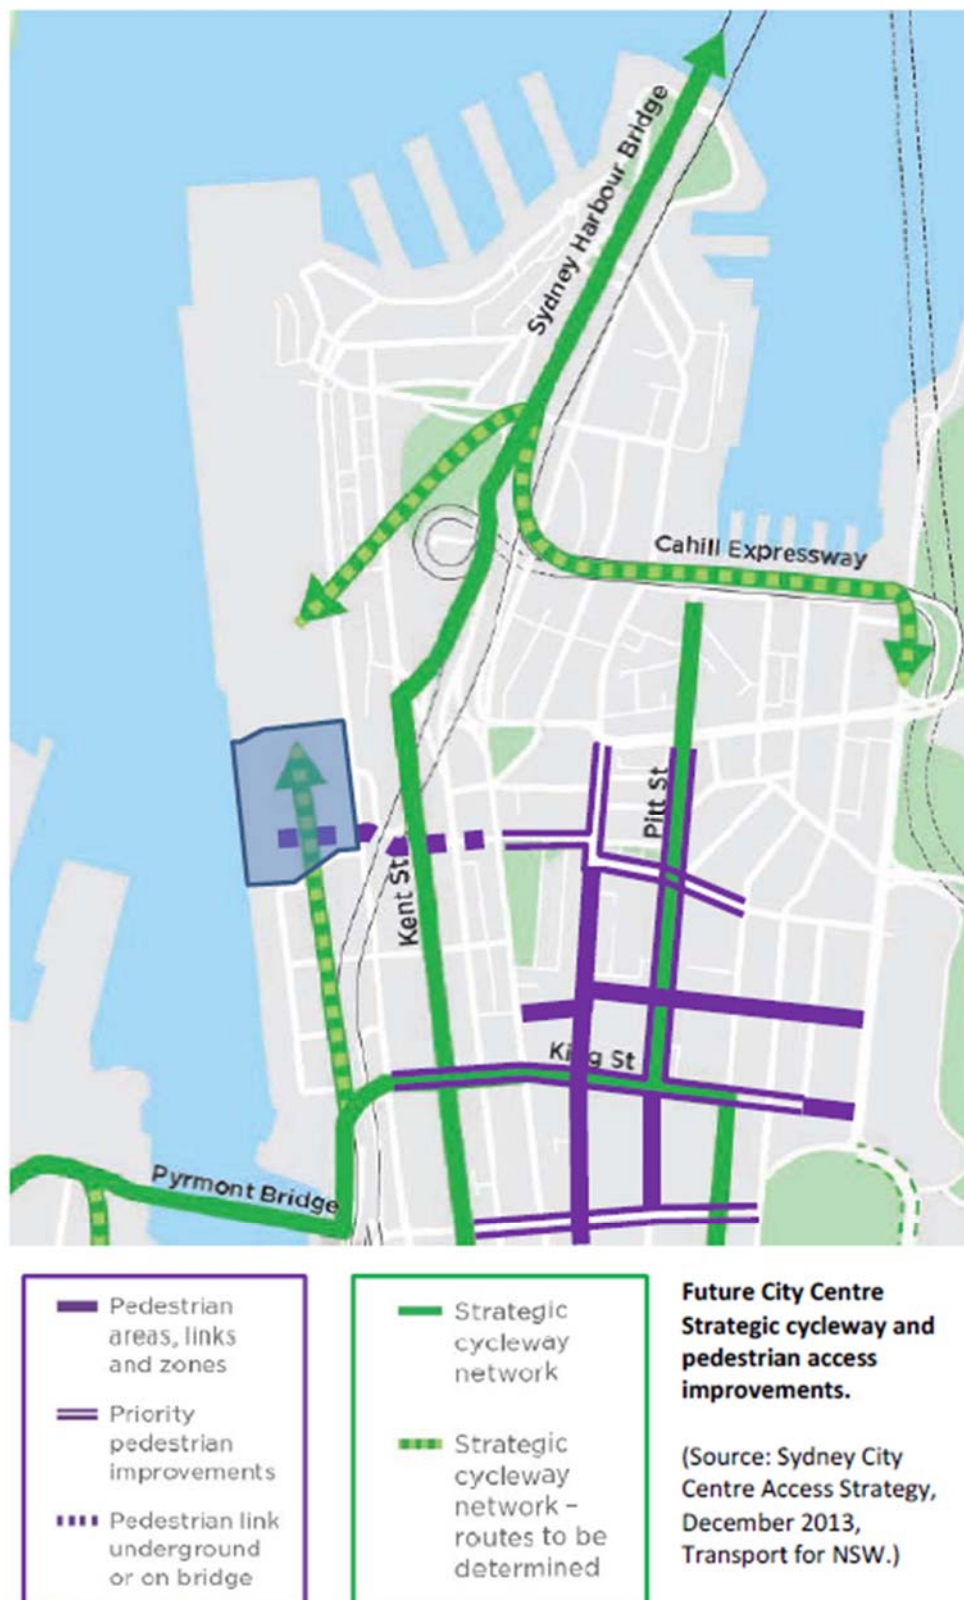 Sydney Harbour Bridge
Cahill Expressway
Pitt St
Kent St
King St
Pyrmont Bridge
Pedestrian
areas, links
and zones
Priority
pedestrian
improvements
Pedestrian link
underground
or on bridge
Strategic
cycleway
network
Strategic
cycleway
network –
routes to be
determined
Future City Centre
Strategic cycleway and
pedestrian access
improvements.
(Source: Sydney City
Centre Access Strategy,
December 2013,
Transport for NSW.)